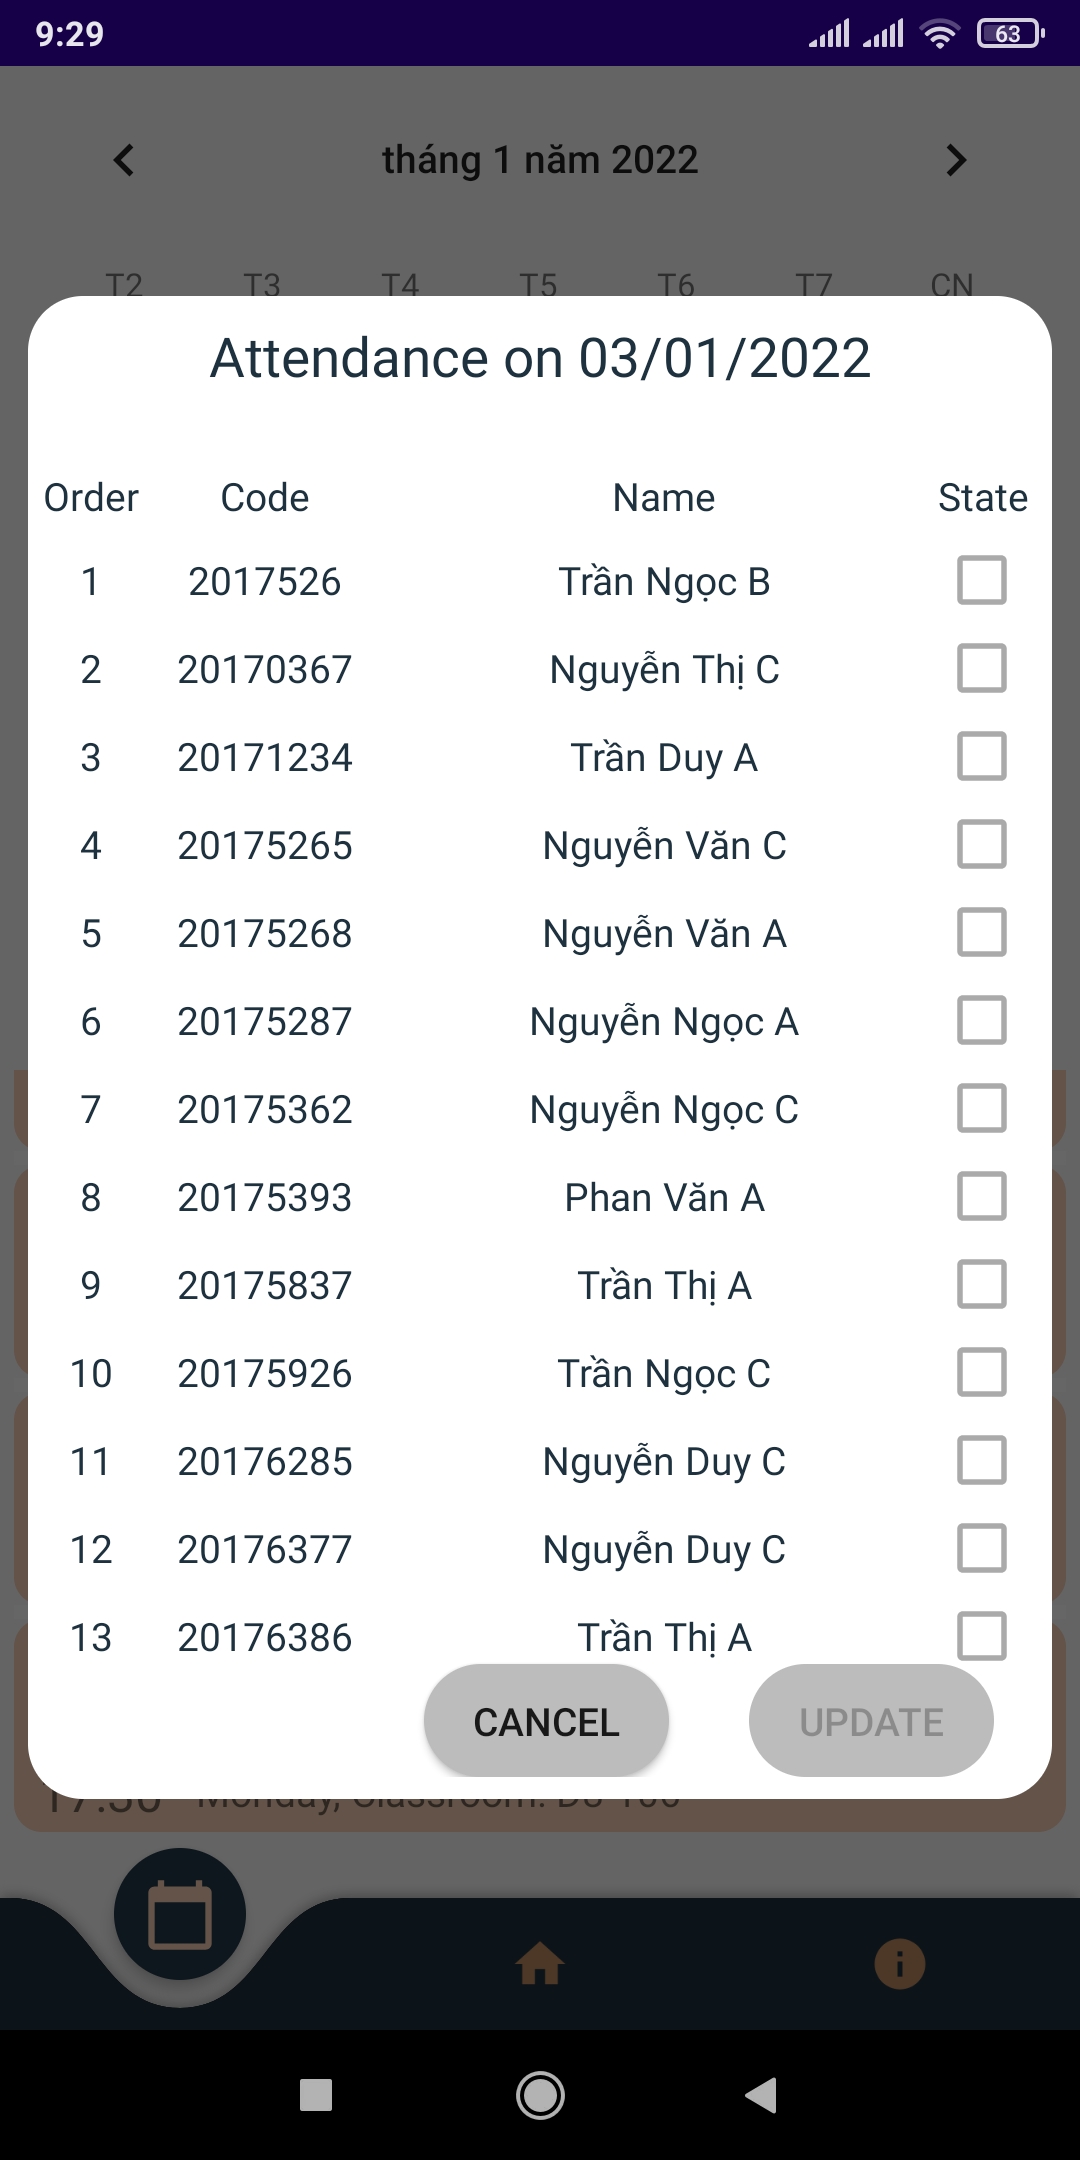 9:29
63
tháng 1 năm 2022
T2 T3 T4 T5 T6 T7 CN
Attendance on 03/01/2022
Order Code Name State
1 2017526 Trần Ngọc B
2 20170367 Nguyễn Thị C
3 20171234 Trần Duy A
4 20175265 Nguyễn Văn C
5 20175268 Nguyễn Văn A
6 20175287 Nguyễn Ngọc A
7 20175362 Nguyễn Ngọc C
8 20175393 Phan Văn A
9 20175837 Trần Thị A
10 20175926 Trần Ngọc C
11 20176285 Nguyễn Duy C
12 20176377 Nguyễn Duy C
13 20176386 Trần Thị A
CANCEL UPDATE
Monday, Classroom: